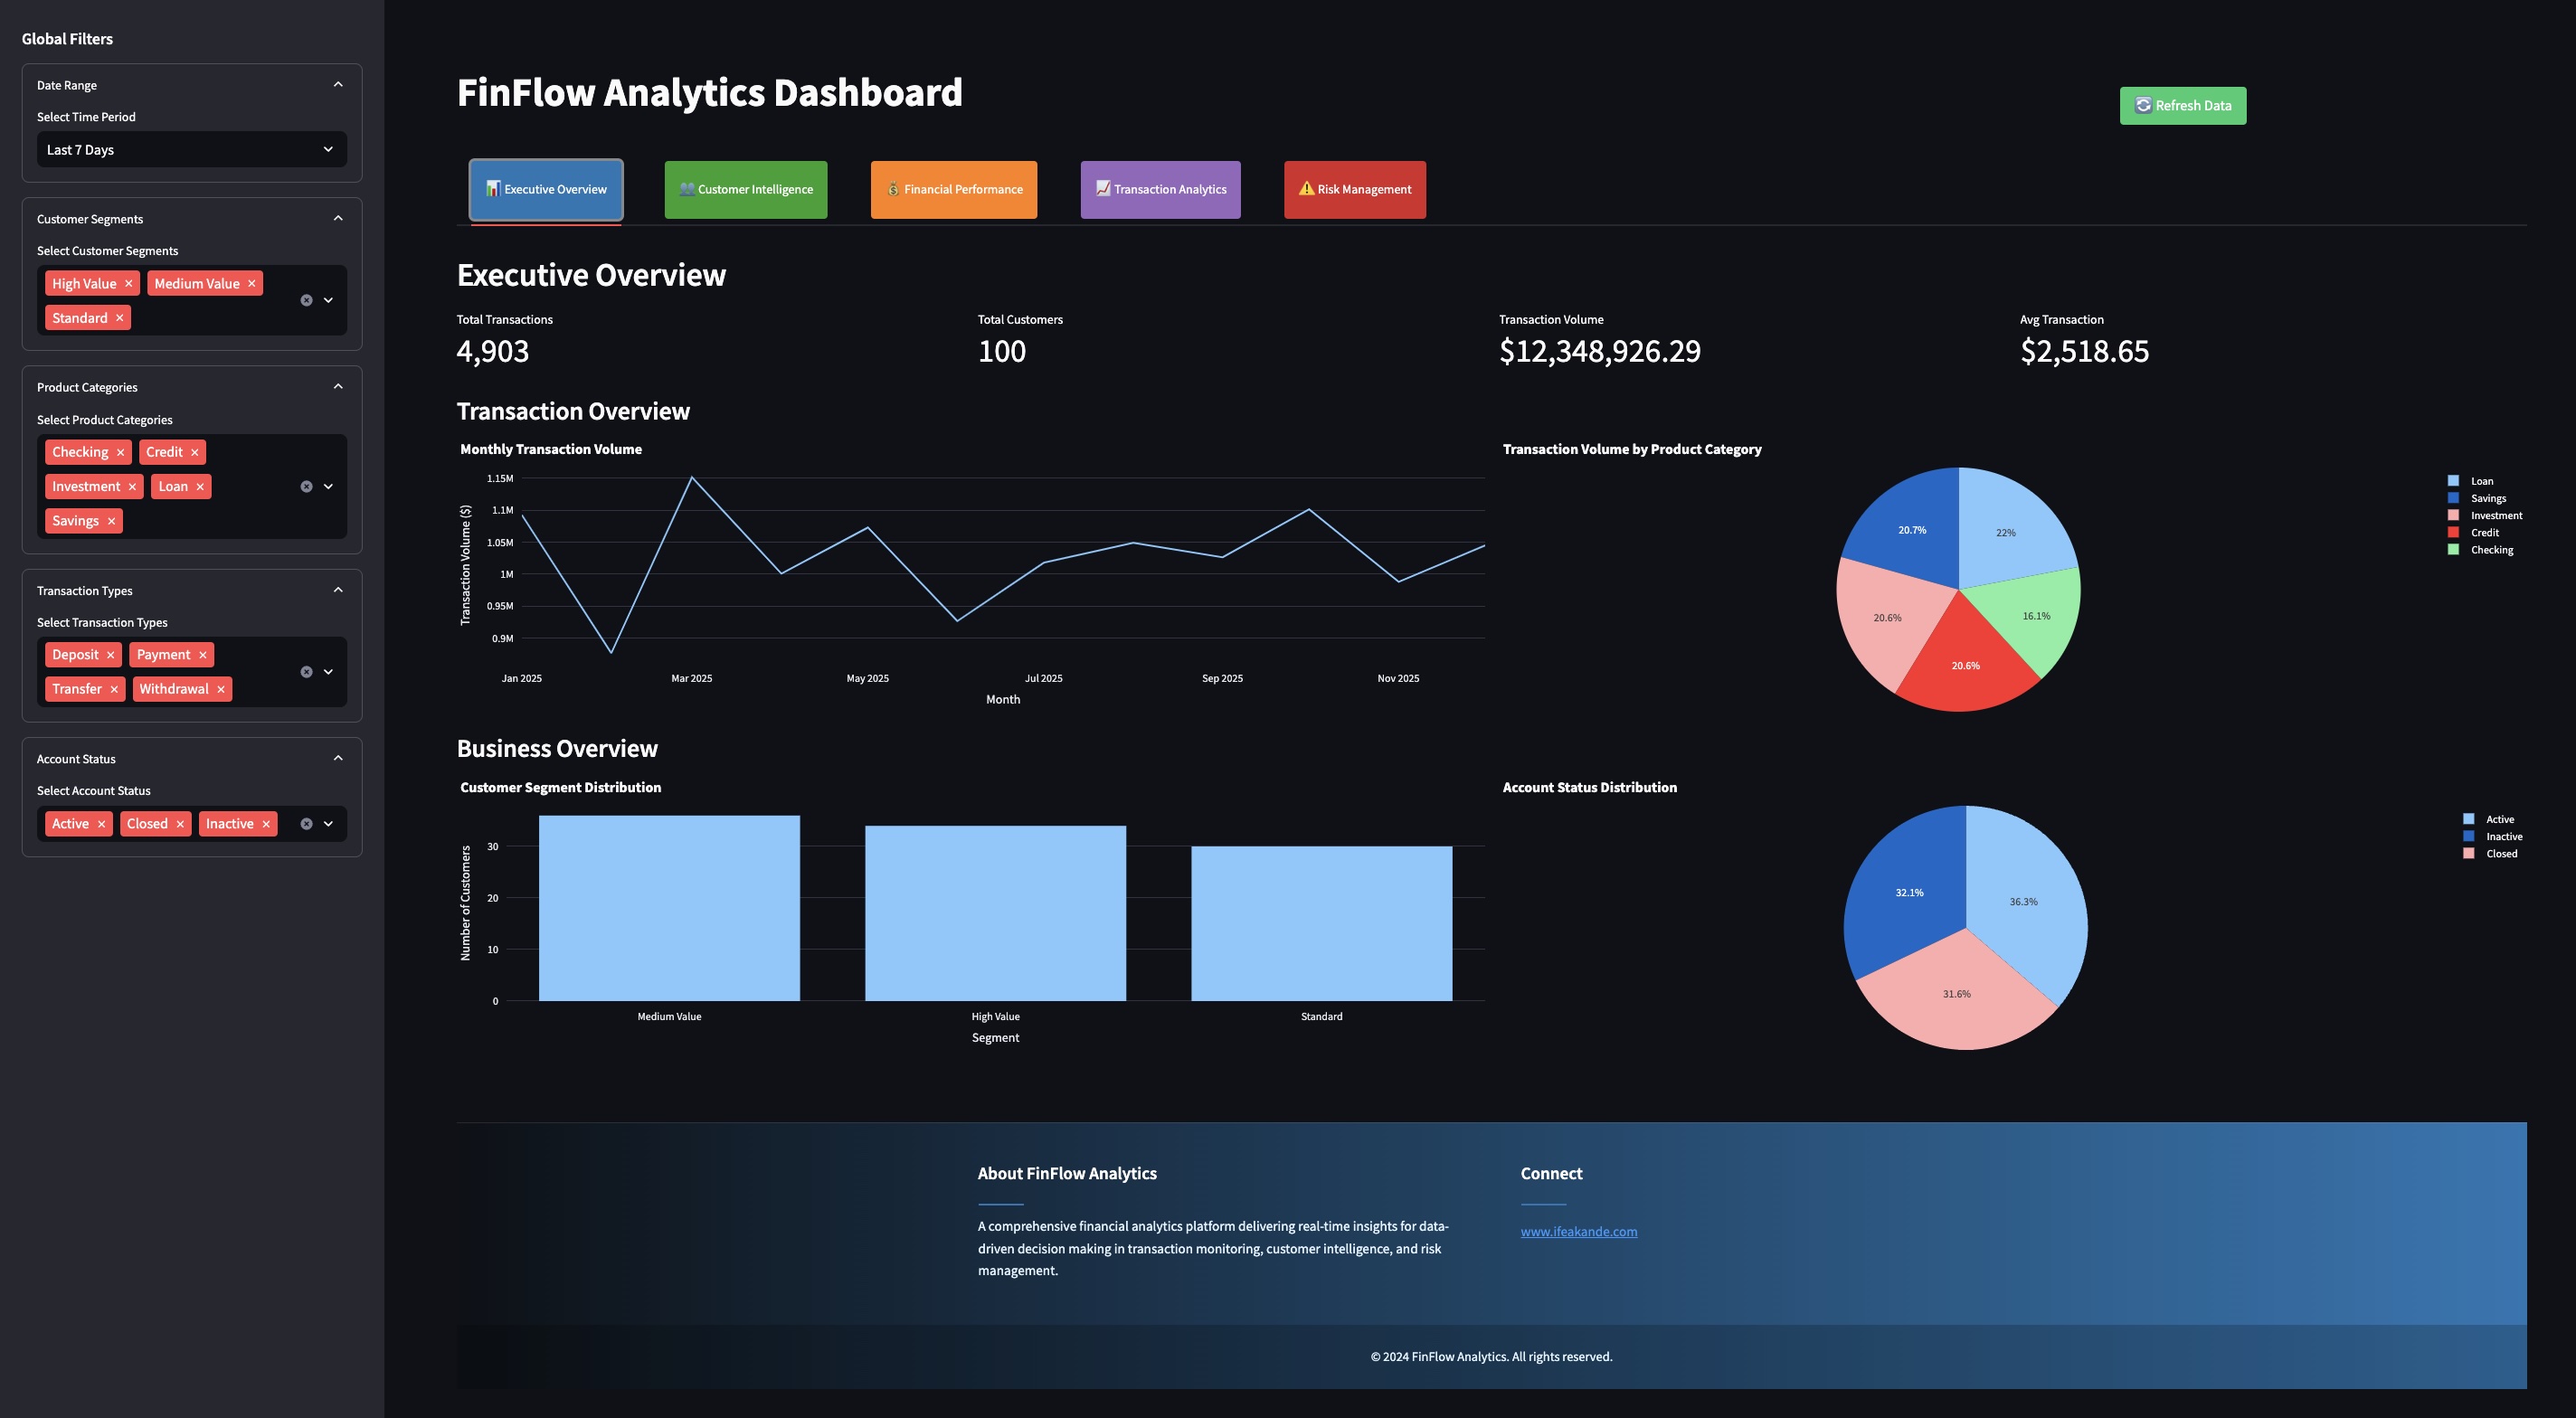 Global Filters
Date Range
Select Time Period
Last 7 Days
Customer Segments
Select Customer Segments
High Value × Medium Value ×
Standard ×
Product Categories
Select Product Categories
Checking × Credit ×
Investment × Loan ×
Savings ×
Transaction Types
Select Transaction Types
Deposit × Payment ×
Transfer × Withdrawal ×
Account Status
Select Account Status
Active × Closed × Inactive ×
FinFlow Analytics Dashboard
Refresh Data
Executive Overview
Customer Intelligence
Financial Performance
Transaction Analytics
Risk Management
Executive Overview
Total Transactions
4,903
Total Customers
100
Transaction Volume
$12,348,926.29
Avg Transaction
$2,518.65
Transaction Overview
Monthly Transaction Volume
Transaction Volume ($)
1.15M
1.1M
1.05M
1M
0.95M
0.9M
Jan 2025 Mar 2025 May 2025 Jul 2025 Sep 2025 Nov 2025
Month
Transaction Volume by Product Category
20.7%
22%
20.6%
16.1%
20.6%
Loan
Savings
Investment
Credit
Checking
Business Overview
Customer Segment Distribution
Number of Customers
30
20
10
0
Medium Value High Value Standard
Segment
Account Status Distribution
32.1%
36.3%
31.6%
Active
Inactive
Closed
About FinFlow Analytics
A comprehensive financial analytics platform delivering real-time insights for data-
driven decision making in transaction monitoring, customer intelligence, and risk
management.
Connect
www.ifeakande.com
© 2024 FinFlow Analytics. All rights reserved.